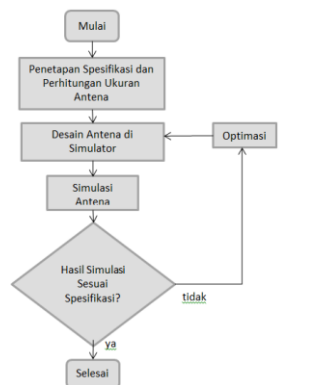 Mulai
Penetapan Spesifikasi dan
Perhitungan Ukuran
Antena
Desain Antena di
Simulator
Optimasi
Simulasi
Antena
Hasil Simulasi
Sesuai
Spesifikasi?
tidak
ya
Selesai